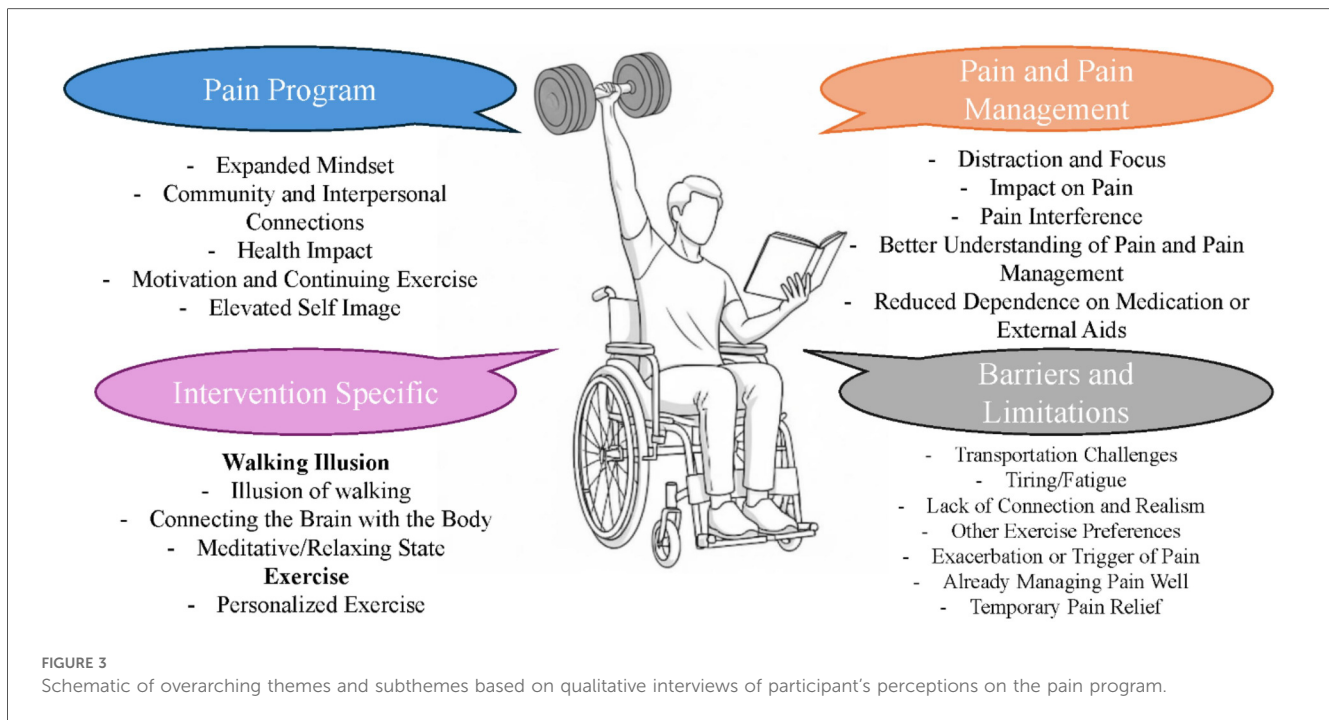 Pain Program
- Expanded Mindset
- Community and Interpersonal
Connections
- Health Impact
- Motivation and Continuing Exercise
- Elevated Self Image
Pain and Pain
Management
- Distraction and Focus
- Impact on Pain
- Pain Interference
- Better Understanding of Pain and Pain
Management
- Reduced Dependence on Medication or
External Aids
Intervention Specific
Walking Illusion
- Illusion of walking
- Connecting the Brain with the Body
- Meditative/Relaxing State
Exercise
- Personalized Exercise
Barriers and
Limitations
- Transportation Challenges
- Tiring/Fatigue
- Lack of Connection and Realism
- Other Exercise Preferences
- Exacerbation or Trigger of Pain
- Already Managing Pain Well
- Temporary Pain Relief
FIGURE 3
Schematic of overarching themes and subthemes based on qualitative interviews of participant's perceptions on the pain program.